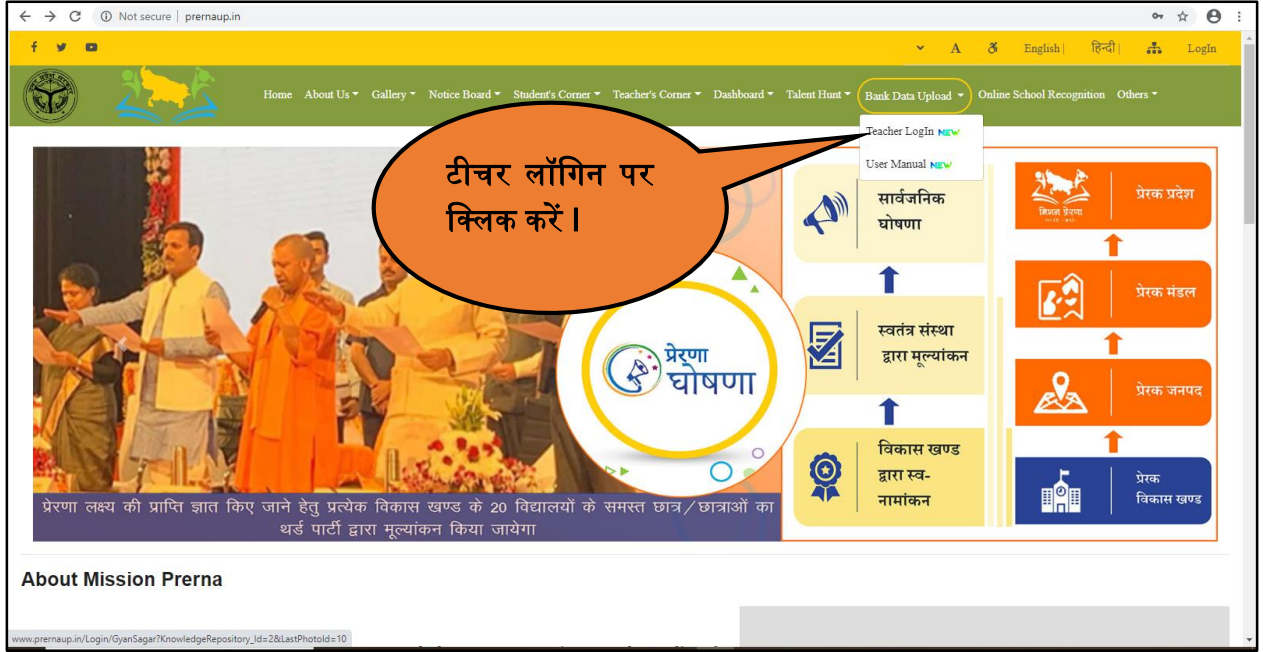 Not secure | prernaup.in
A English | हिन्दी | LogIn
Home About Us Gallery Notice Board Student's Corner Teacher's Corner Dashboard Talent Hunt Bank Data Upload Online School Recognition Others
Teacher LogIn NEW
User Manual NEW
टीचर लॉगिन पर
क्लिक करें।
सार्वजनिक
घोषणा
स्वतंत्र संस्था
द्वारा मूल्यांकन
विकास खण्ड
द्वारा स्व-
नामांकन
मिशन प्रेरणा
प्रेरक प्रदेश
प्रेरक मंडल
प्रेरक जनपद
प्रेरक
विकास खण्ड
प्रेरणा
घोषणा
प्रेरणा लक्ष्य की प्राप्ति ज्ञात किए जाने हेतु प्रत्येक विकास खण्ड के 20 विद्यालयों के समस्त छात्र/छात्राओं का
थर्ड पार्टी द्वारा मूल्यांकन किया जायेगा
About Mission Prerna
www.prernaup.in/Login/GyanSagar?KnowledgeRepository_Id=2&LastPhotoId=10